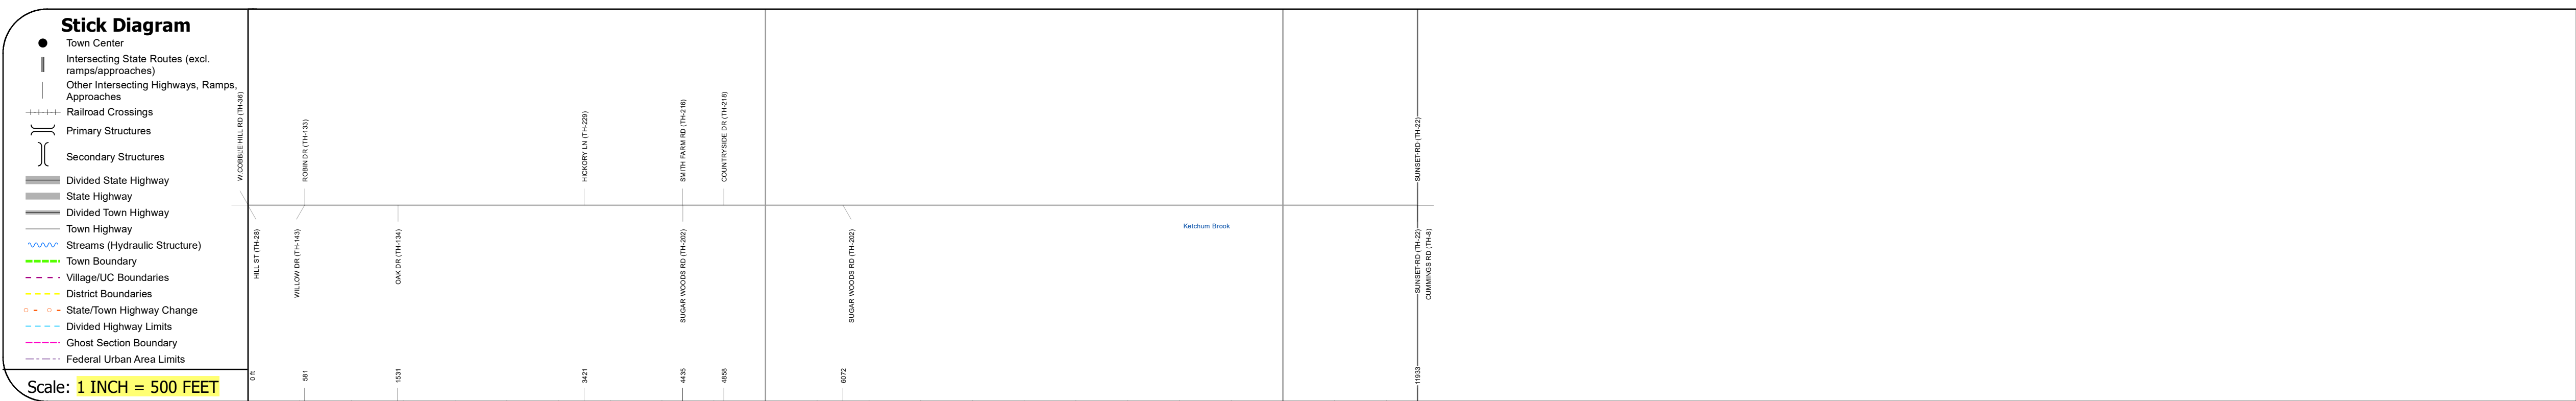 Stick Diagram
Town Center
Intersecting State Routes (excl.
ramps/approaches)
Other Intersecting Highways, Ramps,
Approaches
Railroad Crossings
Primary Structures
Secondary Structures
Divided State Highway
State Highway
Divided Town Highway
Town Highway
Streams (Hydraulic Structure)
Town Boundary
Village/UC Boundaries
District Boundaries
State/Town Highway Change
Divided Highway Limits
Ghost Section Boundary
Federal Urban Area Limits
Scale: 1 INCH = 500 FEET
W COBBLE HILL RD (TH-36)
ROBIN DR (TH-133)
HICKORY LN (TH-229)
SMITH FARM RD (TH-216)
COUNTRYSIDE DR (TH-218)
SUNSET RD (TH-22)
HILL ST (TH-28)
WILLOW DR (TH-143)
OAK DR (TH-134)
SUGAR WOODS RD (TH-202)
SUGAR WOODS RD (TH-202)
Ketchum Brook
SUNSET RD (TH-22)
CUMMINGS RD (TH-8)
0 ft
581
1531
3421
4435
4858
6072
11933